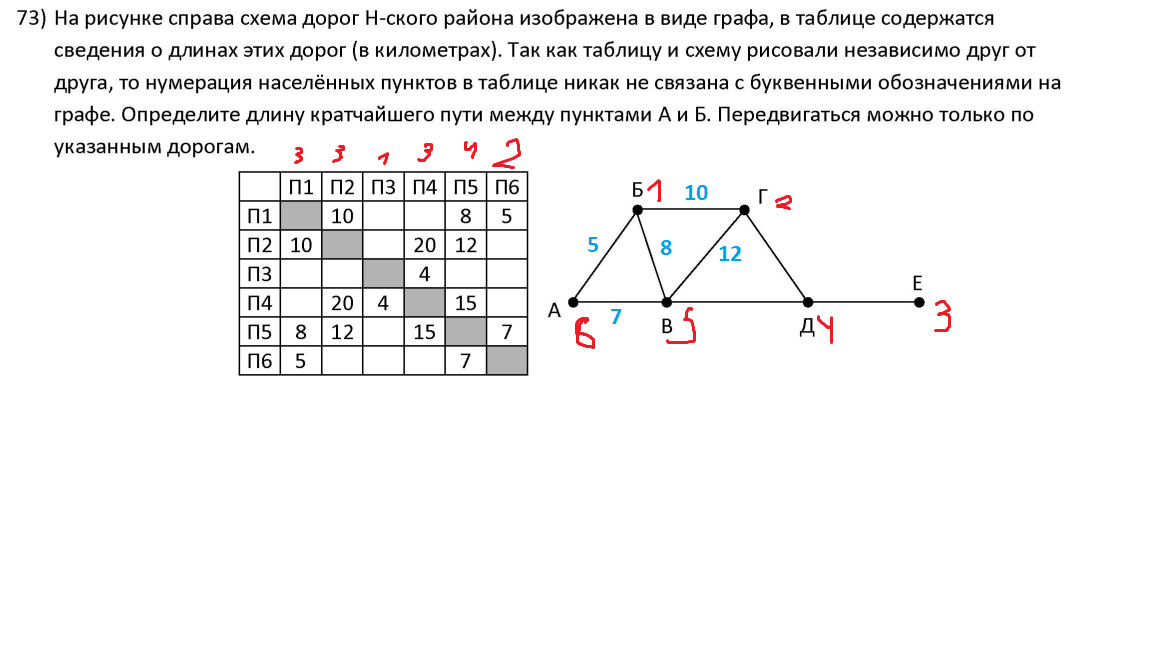 73) На рисунке справа схема дорог Н-ского района изображена в виде графа, в таблице содержатся
сведения о длинах этих дорог (в километрах). Так как таблицу и схему рисовали независимо друг от
друга, то нумерация населённых пунктов в таблице никак не связана с буквенными обозначениями на
графе. Определите длину кратчайшего пути между пунктами А и Б. Передвигаться можно только по
указанным дорогам.
3 3 1 3 4 2
П1 П2 П3 П4 П5 П6
П1 10 8 5
П2 10 20 12
П3 4
П4 20 4 15
П5 8 12 15 7
П6 5 7
Б 1 10 Г 2
5 8 12
Е
А 7 В Д 4 3
6 5